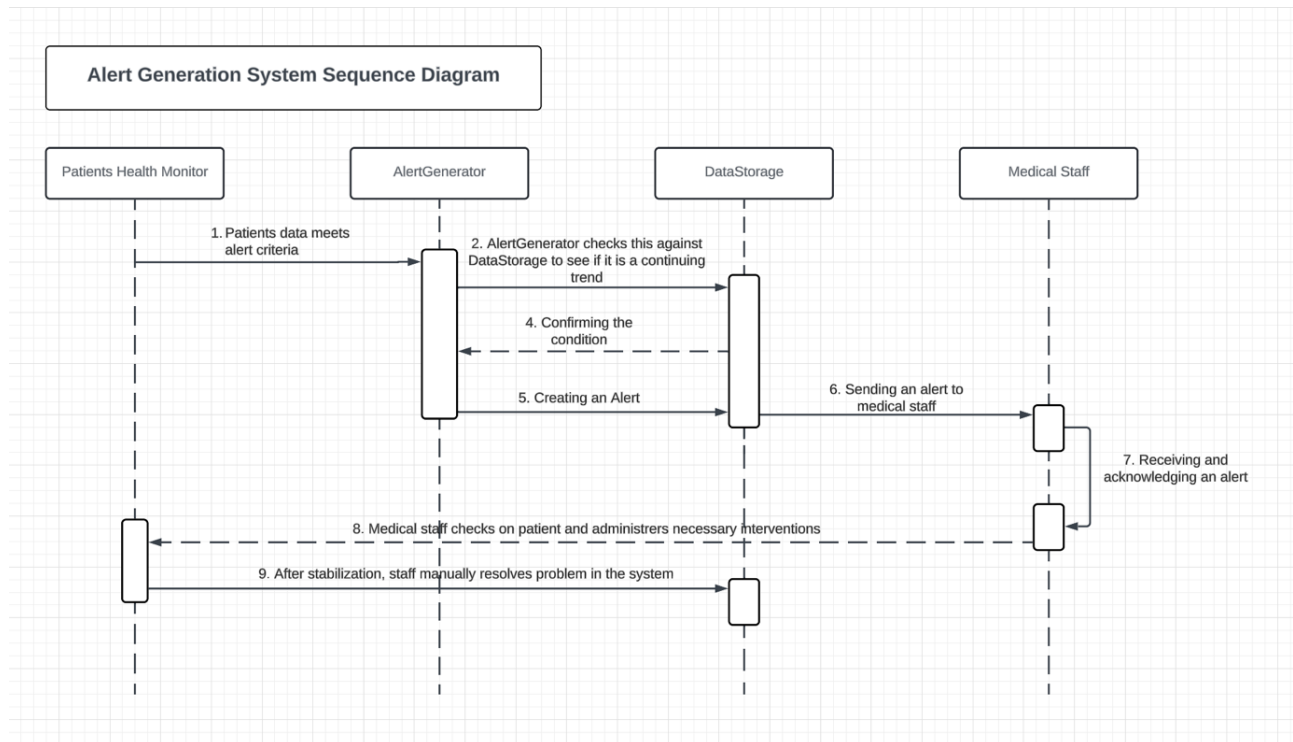 Alert Generation System Sequence Diagram
Patients Health Monitor
AlertGenerator
DataStorage
Medical Staff
1. Patients data meets
alert criteria
2. AlertGenerator checks this against
DataStorage to see if it is a continuing
trend
4. Confirming the
condition
5. Creating an Alert
6. Sending an alert to
medical staff
7. Receiving and
acknowledging an alert
8. Medical staff checks on patient and administrers necessary interventions
9. After stabilization, staff manually resolves problem in the system